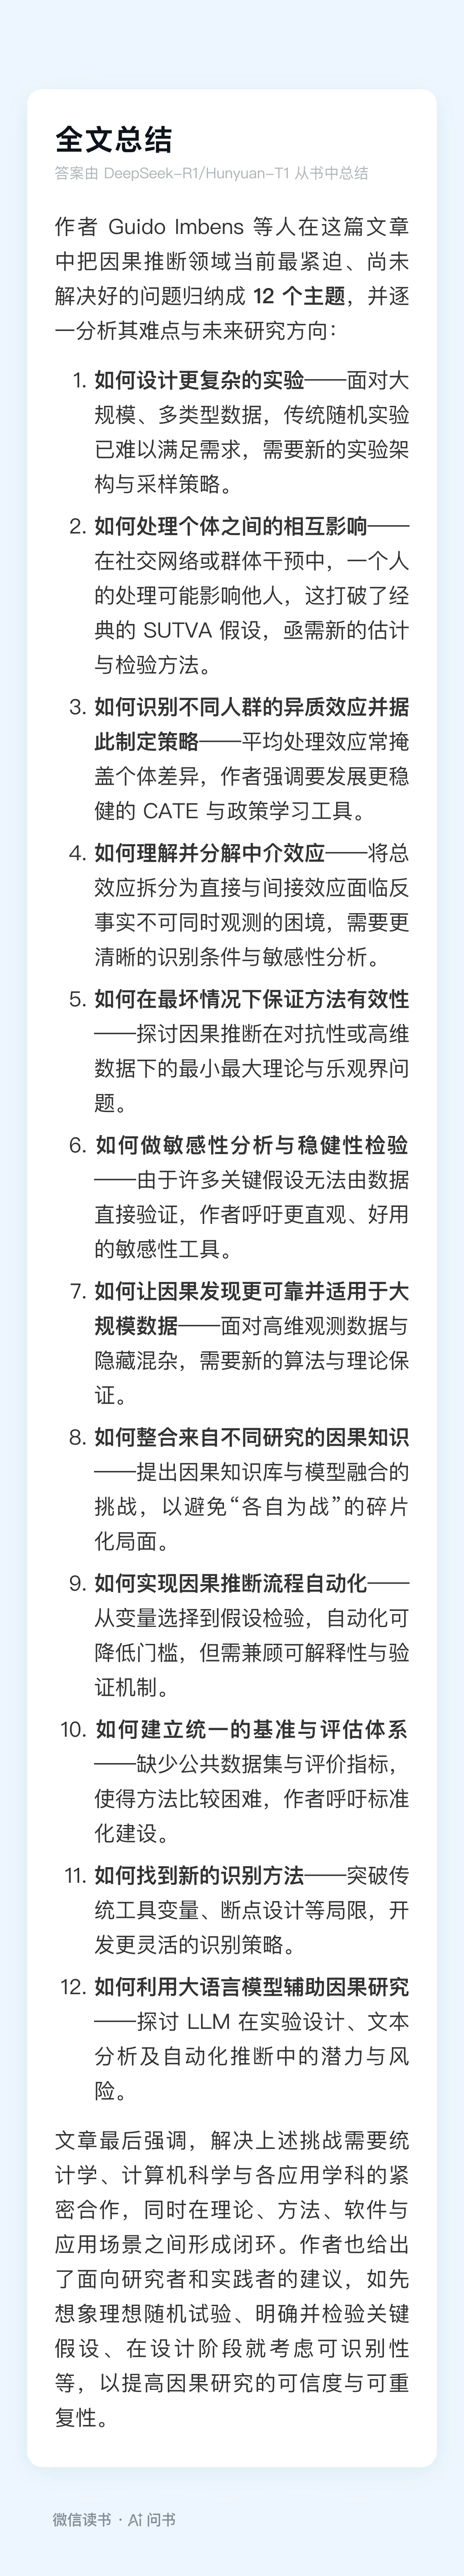 全文总结
答案由 DeepSeek-R1/Hunyuan-T1 从书中总结
作者 Guido Imbens 等人在这篇文章
中把因果推断领域当前最紧迫、尚未
解决好的问题归纳成 12 个主题，并逐
一分析其难点与未来研究方向：
1. 如何设计更复杂的实验——面对大
规模、多类型数据，传统随机实验
已难以满足需求，需要新的实验架
构与采样策略。
2. 如何处理个体之间的相互影响——
在社交网络或群体干预中，一个人
的处理可能影响他人，这打破了经
典的 SUTVA 假设，亟需新的估计
与检验方法。
3. 如何识别不同人群的异质效应并据
此制定策略——平均处理效应常掩
盖个体差异，作者强调要发展更稳
健的 CATE 与政策学习工具。
4. 如何理解并分解中介效应——将总
效应拆分为直接与间接效应面临反
事实不可同时观测的困境，需要更
清晰的识别条件与敏感性分析。
5. 如何在最坏情况下保证方法有效性
——探讨因果推断在对抗性或高维
数据下的最小最大理论与乐观界问
题。
6. 如何做敏感性分析与稳健性检验
——由于许多关键假设无法由数据
直接验证，作者呼吁更直观、好用
的敏感性工具。
7. 如何让因果发现更可靠并适用于大
规模数据——面对高维观测数据与
隐藏混杂，需要新的算法与理论保
证。
8. 如何整合来自不同研究的因果知识
——提出因果知识库与模型融合的
挑战，以避免“各自为战”的碎片
化局面。
9. 如何实现因果推断流程自动化——
从变量选择到假设检验，自动化可
降低门槛，但需兼顾可解释性与验
证机制。
10. 如何建立统一的基准与评估体系
——缺少公共数据集与评价指标，
使得方法比较困难，作者呼吁标准
化建设。
11. 如何找到新的识别方法——突破传
统工具变量、断点设计等局限，开
发更灵活的识别策略。
12. 如何利用大语言模型辅助因果研究
——探讨 LLM 在实验设计、文本
分析及自动化推断中的潜力与风
险。
文章最后强调，解决上述挑战需要统
计学、计算机科学与各应用学科的紧
密合作，同时在理论、方法、软件与
应用场景之间形成闭环。作者也给出
了面向研究者和实践者的建议，如先
想象理想随机试验、明确并检验关键
假设、在设计阶段就考虑可识别性
等，以提高因果研究的可信度与可重
复性。
微信读书 · AI 问书